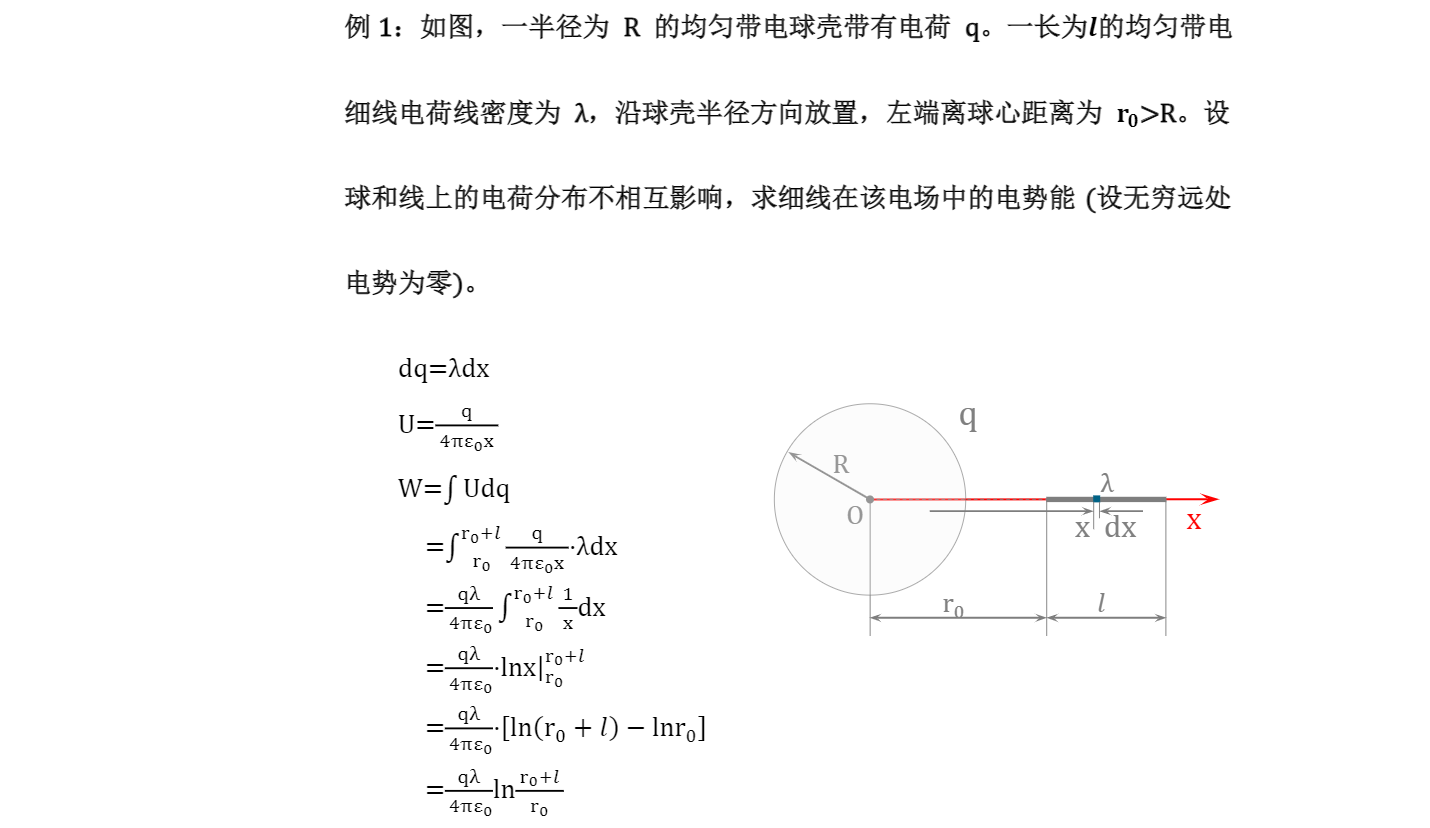 例 1：如图，一半径为 R 的均匀带电球壳带有电荷 q。一长为l的均匀带电
细线电荷线密度为 λ，沿球壳半径方向放置，左端离球心距离为 r₀>R。设
球和线上的电荷分布不相互影响，求细线在该电场中的电势能 (设无穷远处
电势为零)。
dq=λdx
U=q/(4πε₀x)
W=∫ Udq
=∫_{r₀}^{r₀+l} q/(4πε₀x)·λdx
=qλ/(4πε₀) ∫_{r₀}^{r₀+l} 1/x dx
=qλ/(4πε₀)·lnx|_{r₀}^{r₀+l}
=qλ/(4πε₀)·[ln(r₀ + l) − lnr₀]
=qλ/(4πε₀) ln (r₀+l)/r₀
q
R
λ
O
x dx
x
r₀
l